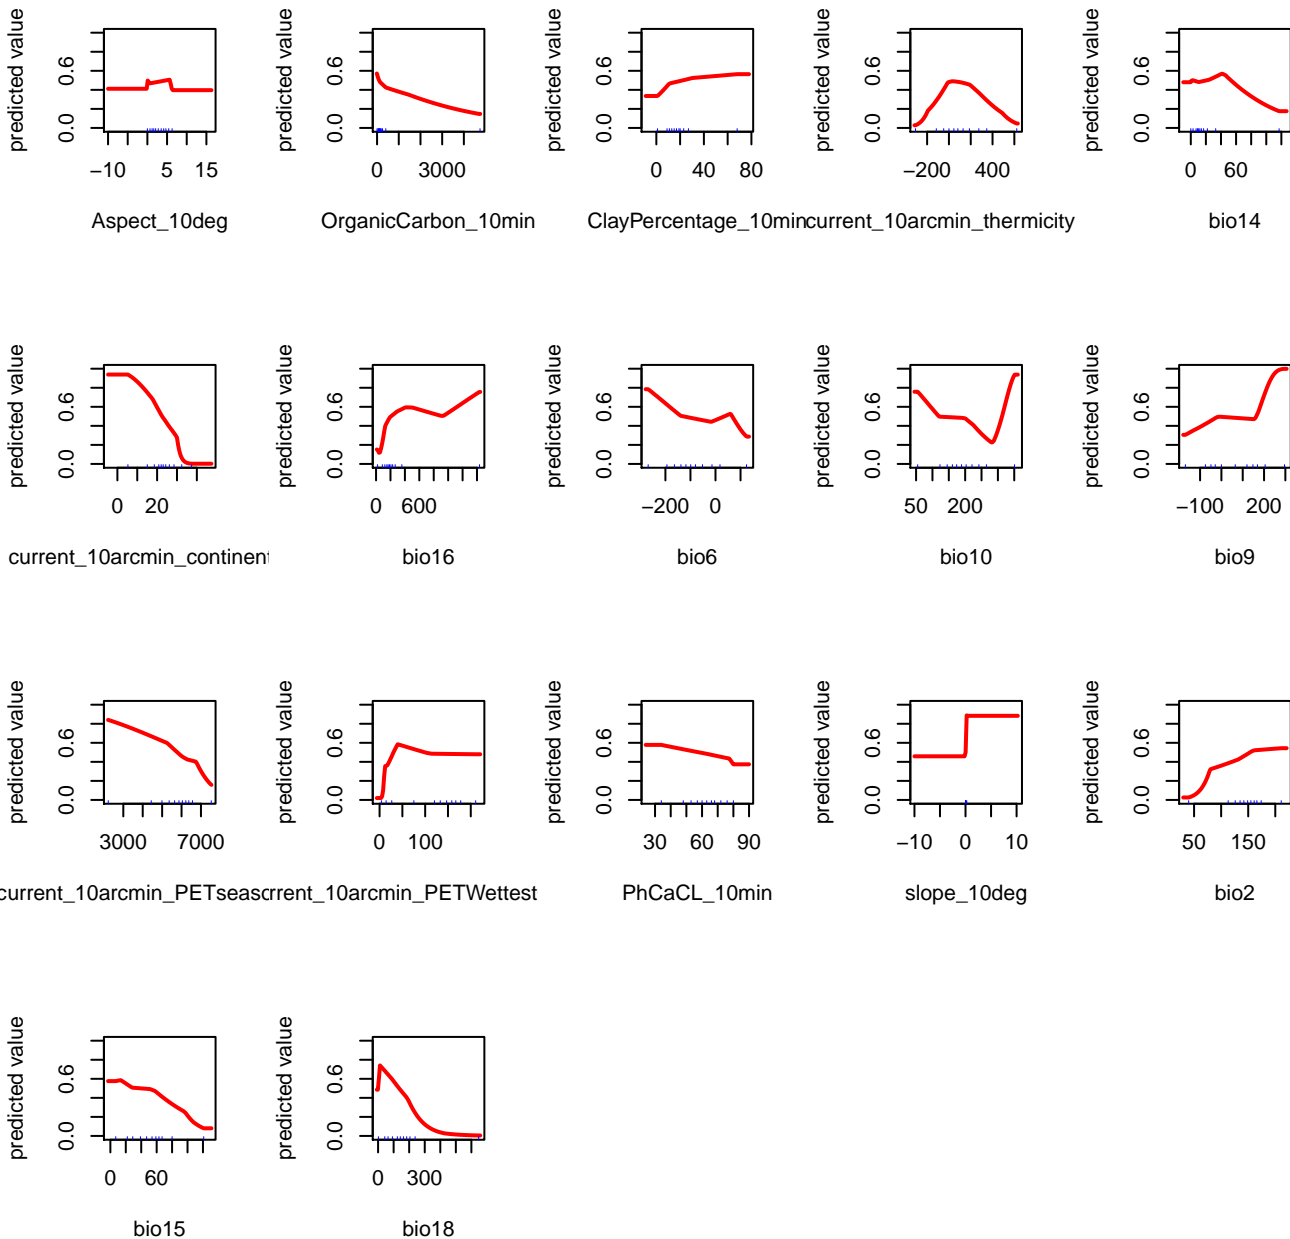 predicted value predicted value predicted value predicted value predicted value
0.0 0.6 0.0 0.6 0.0 0.6 0.0 0.6 0.0 0.6
−10 5 15 0 3000 0 40 80 −200 400 0 60
Aspect_10deg OrganicCarbon_10min ClayPercentage_10min current_10arcmin_thermicity bio14
predicted value predicted value predicted value predicted value predicted value
0.0 0.6 0.0 0.6 0.0 0.6 0.0 0.6 0.0 0.6
0 20 0 600 −200 0 50 200 −100 200
current_10arcmin_continent bio16 bio6 bio10 bio9
predicted value predicted value predicted value predicted value predicted value
0.0 0.6 0.0 0.6 0.0 0.6 0.0 0.6 0.0 0.6
3000 7000 0 100 30 60 90 −10 0 10 50 150
current_10arcmin_PETseas rrent_10arcmin_PETWettest PhCaCL_10min slope_10deg bio2
predicted value predicted value
0.0 0.6 0.0 0.6
0 60 0 300
bio15 bio18